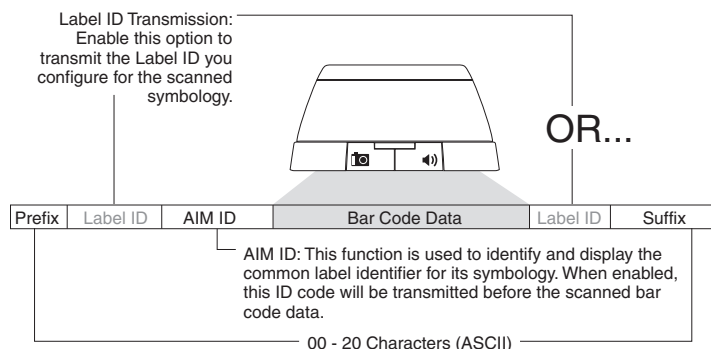 Label ID Transmission:
Enable this option to
transmit the Label ID you
configure for the scanned
symbology.
OR...
Prefix Label ID AIM ID Bar Code Data Label ID Suffix
AIM ID: This function is used to identify and display the
common label identifier for its symbology. When enabled,
this ID code will be transmitted before the scanned bar
code data.
00 - 20 Characters (ASCII)